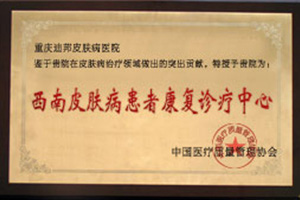 重庆迪邦皮肤病医院
鉴于贵院在皮肤病治疗领域做出的突出贡献，特授予贵院为：
西南皮肤病患者康复诊疗中心
中国医疗质量管理协会